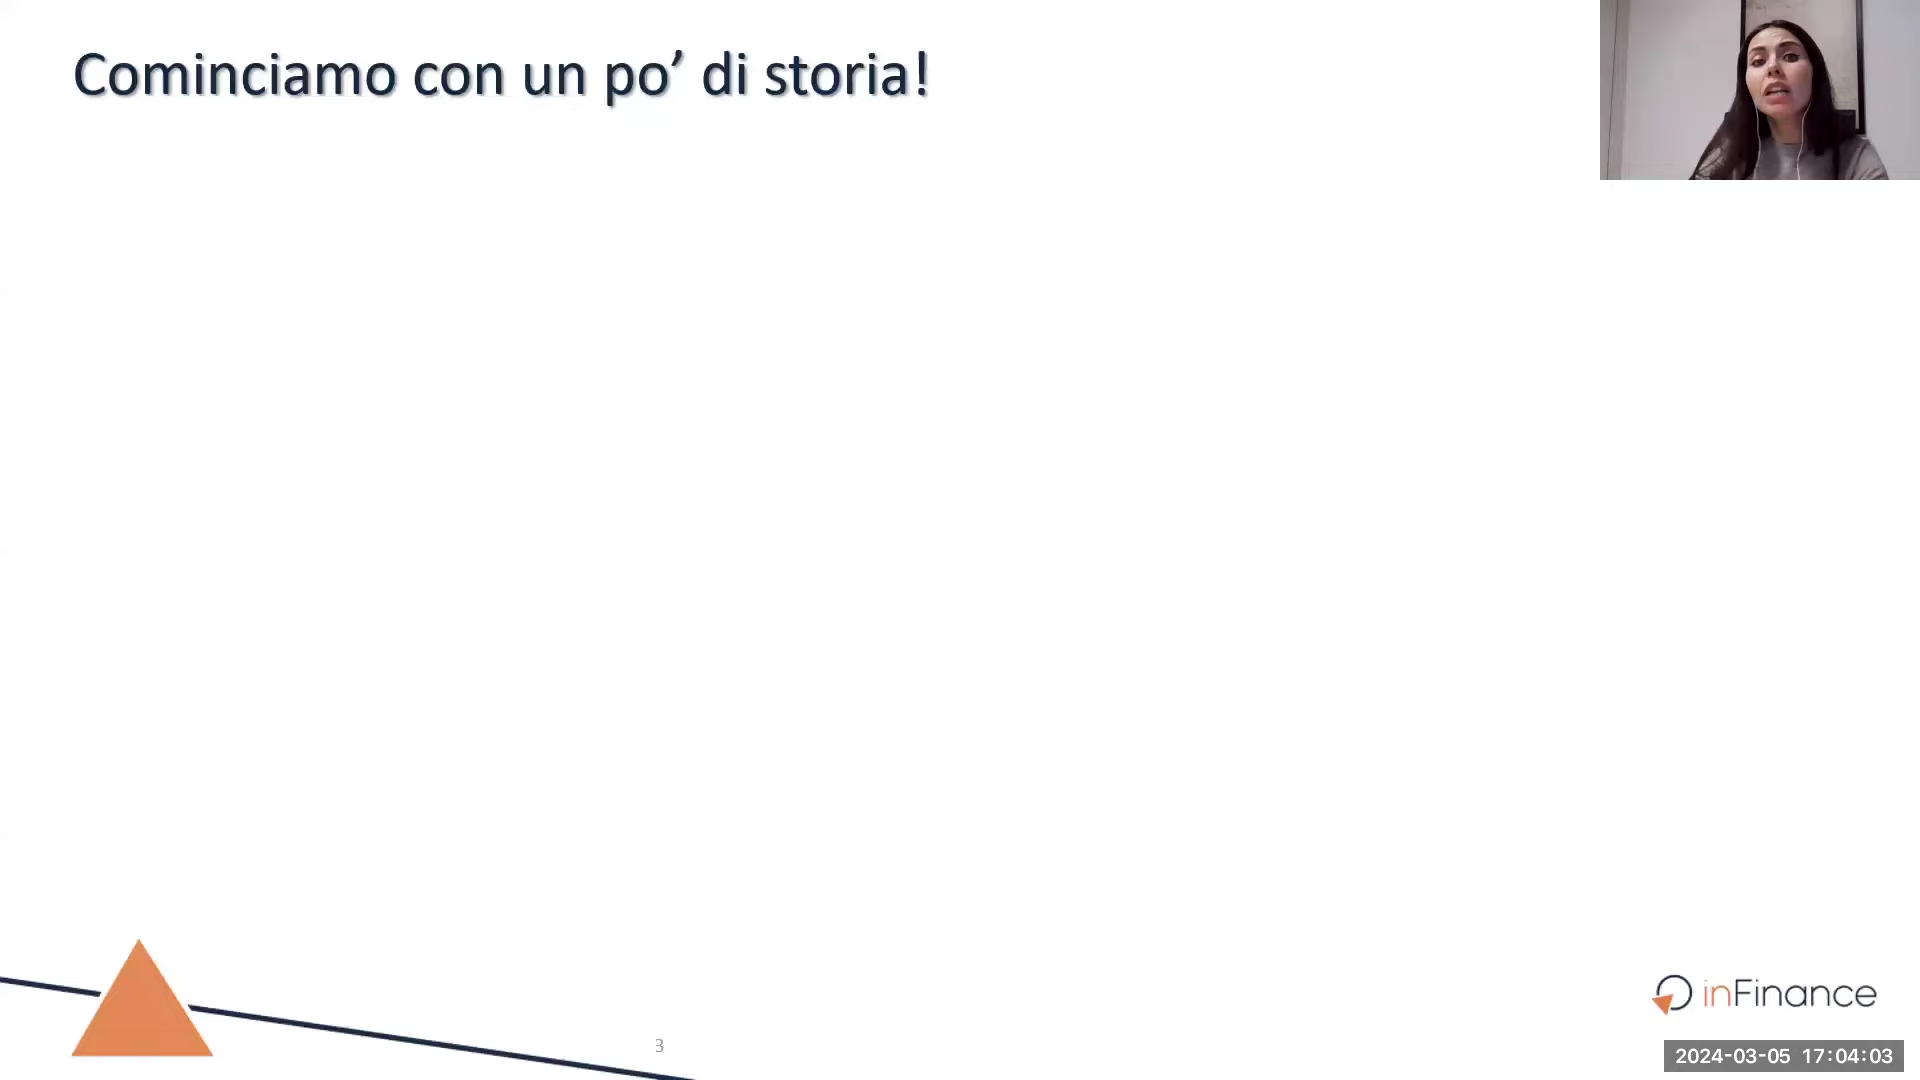 Cominciamo con un po’ di storia!
inFinance
3
2024-03-05 17:04:03